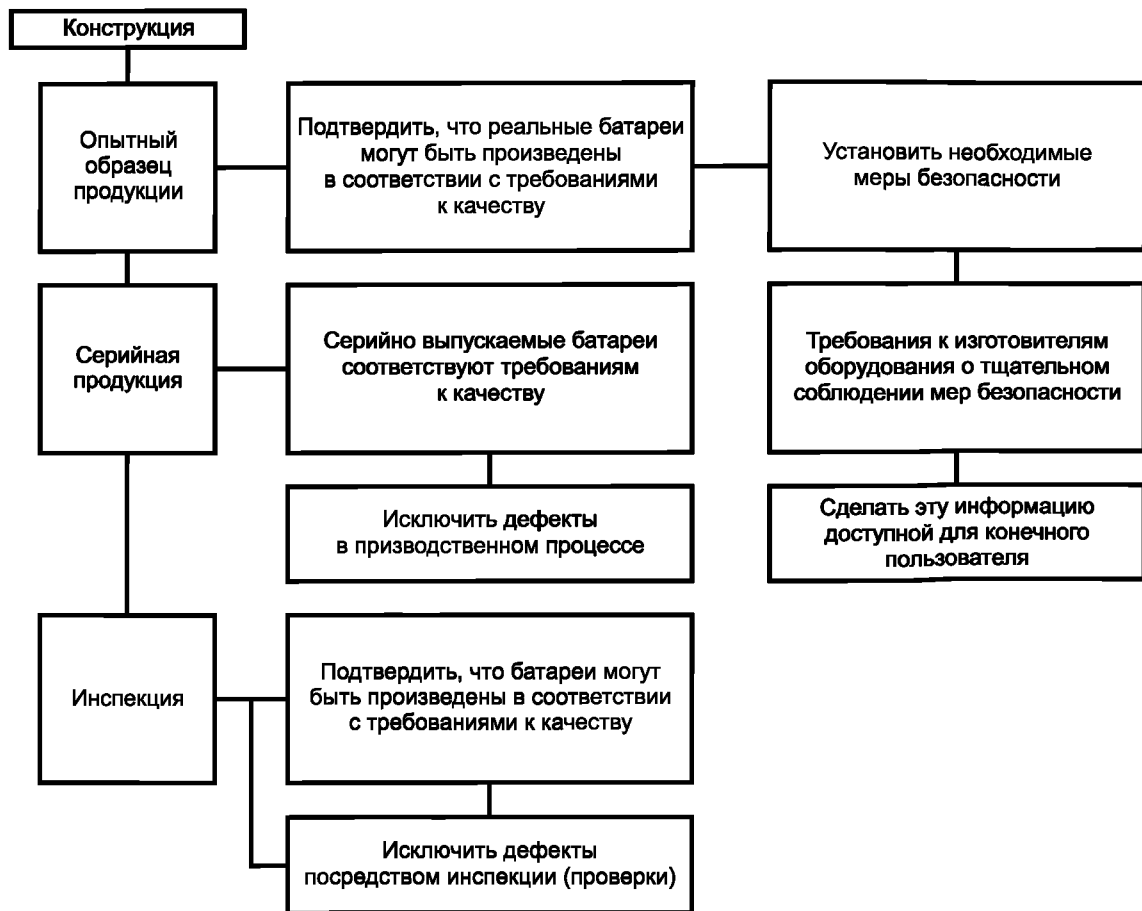 Конструкция
Опытный
образец
продукции
Подтвердить, что реальные батареи
могут быть произведены
в соответствии с требованиями
к качеству
Установить необходимые
меры безопасности
Серийная
продукция
Серийно выпускаемые батареи
соответствуют требованиям
к качеству
Требования к изготовителям
оборудования о тщательном
соблюдении мер безопасности
Исключить дефекты
в призводственном процессе
Сделать эту информацию
доступной для конечного
пользователя
Инспекция
Подтвердить, что батареи могут
быть произведены в соответствии
с требованиями к качеству
Исключить дефекты
посредством инспекции (проверки)